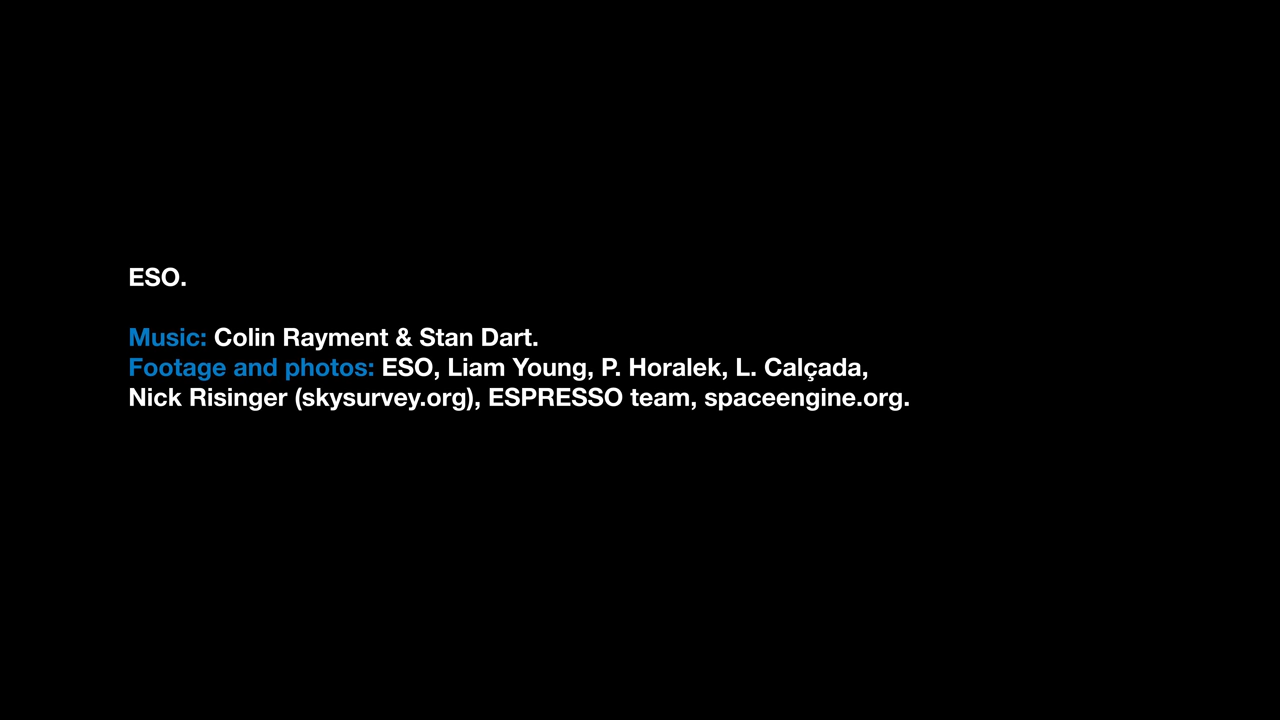 ESO.
Music: Colin Rayment & Stan Dart.
Footage and photos: ESO, Liam Young, P. Horalek, L. Calçada,
Nick Risinger (skysurvey.org), ESPRESSO team, spaceengine.org.